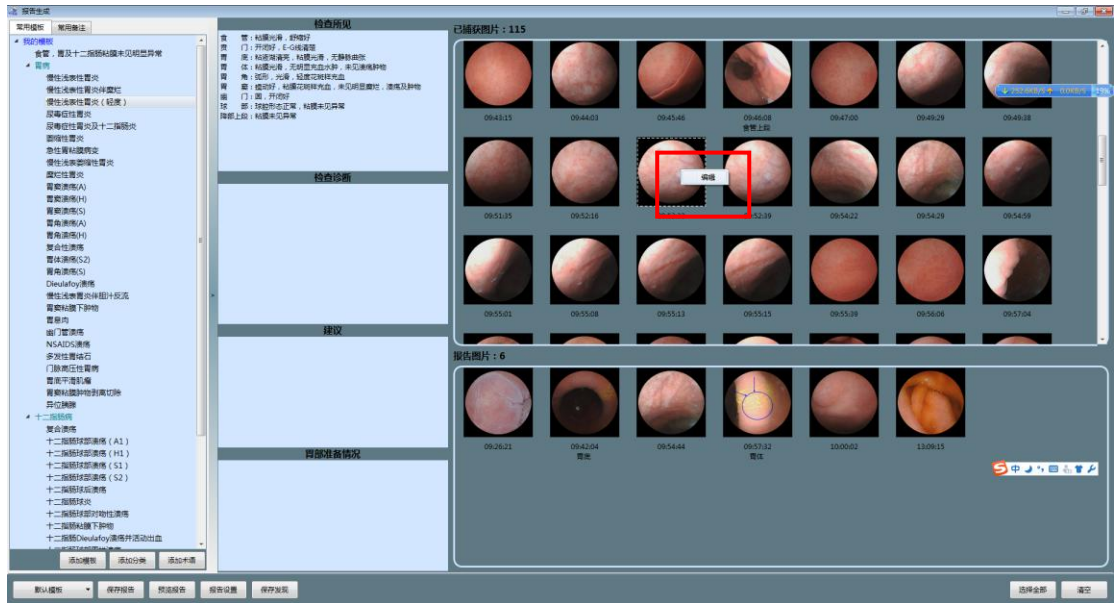 报告生成
常用模板 常用备注
我的模板
食管，胃及十二指肠粘膜未见明显异常
胃病
慢性浅表性胃炎
慢性浅表性胃炎伴糜烂
慢性浅表性胃炎（轻度）
尿毒症性胃炎
尿毒症性胃炎及十二指肠炎
萎缩性胃炎
急性胃粘膜病变
慢性浅表萎缩性胃炎
糜烂性胃炎
胃窦溃疡(A)
胃窦溃疡(H)
胃窦溃疡(S)
胃角溃疡(A)
胃角溃疡(H)
复合性溃疡
胃体溃疡(S2)
胃角溃疡(S)
Dieulafoy溃疡
慢性浅表胃炎伴胆汁反流
胃窦粘膜下肿物
胃息肉
幽门管溃疡
NSAIDS溃疡
多发性胃结石
门脉高压性胃病
胃底平滑肌瘤
胃窦粘膜肿物剥离切除
异位胰腺
十二指肠病
复合溃疡
十二指肠球部溃疡（A1）
十二指肠球部溃疡（H1）
十二指肠球部溃疡（S1）
十二指肠球部溃疡（S2）
十二指肠球后溃疡
十二指肠球炎
十二指肠球部对吻性溃疡
十二指肠粘膜下肿物
十二指肠Dieulafoy溃疡并活动出血
添加模板 添加分类 添加术语
检查所见
食 管：粘膜光滑，舒缩好
贲 门：开闭好，E-G线清楚
胃 底：粘液湖清亮，粘膜光滑，无静脉曲张
胃 体：粘膜光滑，无明显充血水肿，未见溃疡肿物
胃 角：弧形，光滑，轻度花斑样充血
胃 窦：蠕动好，粘膜花斑样充血，未见明显糜烂，溃疡及肿物
幽 门：圆，开闭好
球 部：球腔形态正常，粘膜未见异常
降部上段：粘膜未见异常
检查诊断
建议
胃部准备情况
已捕获图片：115
09:43:15 09:44:03 09:45:46 09:46:08 09:47:00 09:49:29 09:49:38
食管上段
编辑
09:51:35 09:52:16 09:52:39 09:54:22 09:54:29 09:54:59
09:55:01 09:55:08 09:55:13 09:55:15 09:55:39 09:56:06 09:57:04
报告图片：6
09:26:21 09:42:04 09:54:44 09:57:32 10:00:02 13:09:15
胃底 胃体
中
默认模板 保存报告 预览报告 报告设置 保存发现 选择全部 清空